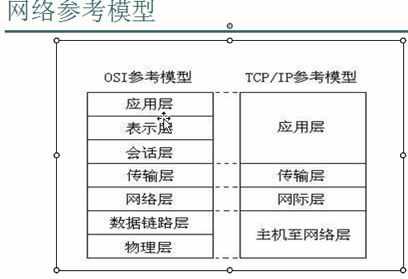 网络参考模型
OSI参考模型
应用层
表示层
会话层
传输层
网络层
数据链路层
物理层
TCP/IP参考模型
应用层
传输层
网际层
主机至网络层